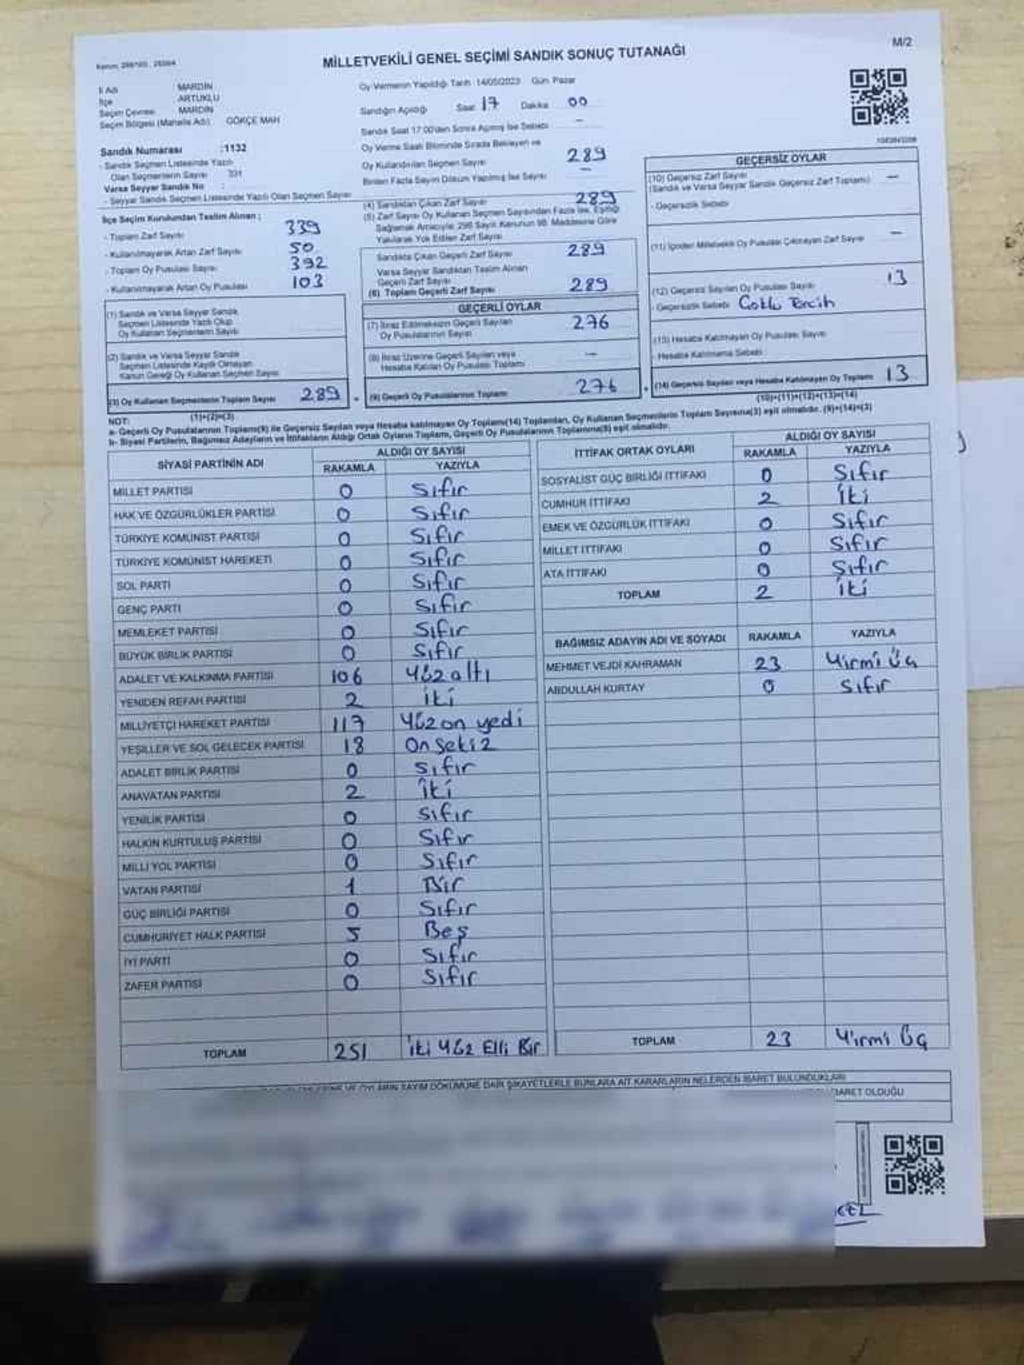 MİLLETVEKİLİ GENEL SEÇİMİ SANDIK SONUÇ TUTANAĞI
M/2
İl Adı : MARDİN
İlçe : ARTUKLU
Seçim Çevresi : MARDİN
Seçim Bölgesi (Mahalle Adı) : GÖKÇE MAH
Sandık Numarası :1132
- Sandık Seçmen Listesinde Yazılı
Olan Seçmenlerin Sayısı : 331
Varsa Seyyar Sandık No :
- Seyyar Sandık Seçmen Listesinde Yazılı Olan Seçmen Sayısı
İlçe Seçim Kurulundan Teslim Alınan ;
- Toplam Zarf Sayısı 339
- Kullanılmayarak Artan Zarf Sayısı 50
- Toplam Oy Pusulası Sayısı 392
- Kullanılmayarak Artan Oy Pusulası 103
(1) Sandık ve Varsa Seyyar Sandık
Seçmen Listesinde Yazılı Olup
Oy Kullanan Seçmenlerin Sayısı
(2) Sandık ve Varsa Seyyar Sandık
Seçmen Listesinde Kaydı Olmayan
Kanun Gereği Oy Kullanan Seçmen Sayısı
(3) Oy Kullanan Seçmenlerin Toplam Sayısı 289
(1)+(2)=(3)
Oy Vermenin Yapıldığı Tarih : 14/05/2023 Gün: Pazar
Sandığın Açıldığı Saat 17 Dakika 00
Sandık Saat 17:00'den Sonra Açılmış İse Sebebi –
Oy Verme Saati Bitiminde Sırada Bekleyen ve
Oy Kullandırılan Seçmen Sayısı 289
Birden Fazla Sayım Döküm Yapılmış İse Sayısı –
(4) Sandıktan Çıkan Zarf Sayısı 289
(5) Zarf Sayısı Oy Kullanan Seçmen Sayısından Fazla İse, Eşitliği
Sağlamak Amacıyla; 298 Sayılı Kanunun 98. Maddesine Göre
Yakılarak Yok Edilen Zarf Sayısı
Sandıkta Çıkan Geçerli Zarf Sayısı 289
Varsa Seyyar Sandıktan Teslim Alınan
Geçerli Zarf Sayısı
(6) Toplam Geçerli Zarf Sayısı 289
GEÇERLİ OYLAR
(7) İtiraz Edilmeksizin Geçerli Sayılan
Oy Pusulalarının Sayısı 276
(8) İtiraz Üzerine Geçerli Sayılan veya
Hesaba Katılan Oy Pusulası Toplamı –
(9) Geçerli Oy Pusulalarının Toplamı 276
GEÇERSİZ OYLAR
(10) Geçersiz Zarf Sayısı –
(Sandık ve Varsa Seyyar Sandık Geçersiz Zarf Toplamı)
- Geçersizlik Sebebi
(11) İçinden Milletvekili Oy Pusulası Çıkmayan Zarf Sayısı –
(12) Geçersiz Sayılan Oy Pusulası Sayısı 13
- Geçersizlik Sebebi Çoklu Tercih
(13) Hesaba Katılmayan Oy Pusulası Sayısı
- Hesaba Katılmama Sebebi
(14) Geçersiz Sayılan veya Hesaba Katılmayan Oy Toplamı 13
(10)+(11)+(12)+(13)=(14)
NOT:
a- Geçerli Oy Pusulalarının Toplamı(9) ile Geçersiz Sayılan veya Hesaba katılmayan Oy Toplamı(14) Toplamları, Oy Kullanan Seçmenlerin Toplam Sayısına(3) eşit olmalıdır. (9)+(14)=(3)
b- Siyasi Partilerin, Bağımsız Adayların ve İttifakların Aldığı Ortak Oyların Toplamı, Geçerli Oy Pusulalarının Toplamına(9) eşit olmalıdır.
SİYASİ PARTİNİN ADI ALDIĞI OY SAYISI
RAKAMLA YAZIYLA
MİLLET PARTİSİ 0 Sıfır
HAK VE ÖZGÜRLÜKLER PARTİSİ 0 Sıfır
TÜRKİYE KOMÜNİST PARTİSİ 0 Sıfır
TÜRKİYE KOMÜNİST HAREKETİ 0 Sıfır
SOL PARTİ 0 Sıfır
GENÇ PARTİ 0 Sıfır
MEMLEKET PARTİSİ 0 Sıfır
BÜYÜK BİRLİK PARTİSİ 0 Sıfır
ADALET VE KALKINMA PARTİSİ 106 Yüz altı
YENİDEN REFAH PARTİSİ 2 İki
MİLLİYETÇİ HAREKET PARTİSİ 117 Yüz on yedi
YEŞİLLER VE SOL GELECEK PARTİSİ 18 On Sekiz
ADALET BİRLİK PARTİSİ 0 Sıfır
ANAVATAN PARTİSİ 2 İki
YENİLİK PARTİSİ 0 Sıfır
HALKIN KURTULUŞ PARTİSİ 0 Sıfır
MİLLİ YOL PARTİSİ 0 Sıfır
VATAN PARTİSİ 1 Bir
GÜÇ BİRLİĞİ PARTİSİ 0 Sıfır
CUMHURİYET HALK PARTİSİ 5 Beş
İYİ PARTİ 0 Sıfır
ZAFER PARTİSİ 0 Sıfır
TOPLAM 251 İki Yüz Elli Bir
İTTİFAK ORTAK OYLARI ALDIĞI OY SAYISI
RAKAMLA YAZIYLA
SOSYALİST GÜÇ BİRLİĞİ İTTİFAKI 0 Sıfır
CUMHUR İTTİFAKI 2 İki
EMEK VE ÖZGÜRLÜK İTTİFAKI 0 Sıfır
MİLLET İTTİFAKI 0 Sıfır
ATA İTTİFAKI 0 Sıfır
TOPLAM 2 İki
BAĞIMSIZ ADAYIN ADI VE SOYADI RAKAMLA YAZIYLA
MEHMET VEJDİ KAHRAMAN 23 Yirmi Üç
ABDULLAH KURTAY 0 Sıfır
TOPLAM 23 Yirmi Üç
OYLARIN SAYIM DÖKÜMÜNE DAİR ŞİKAYETLERLE BUNLARA AİT KARARLARIN NELERDEN İBARET BULUNDUKLARI
İBARET OLDUĞU